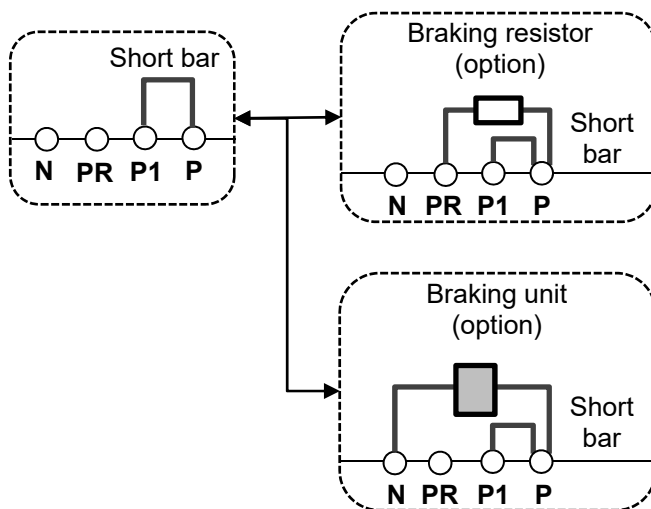 Short bar
N PR P1 P
Braking resistor
(option)
Short
bar
N PR P1 P
Braking unit
(option)
Short
bar
N PR P1 P